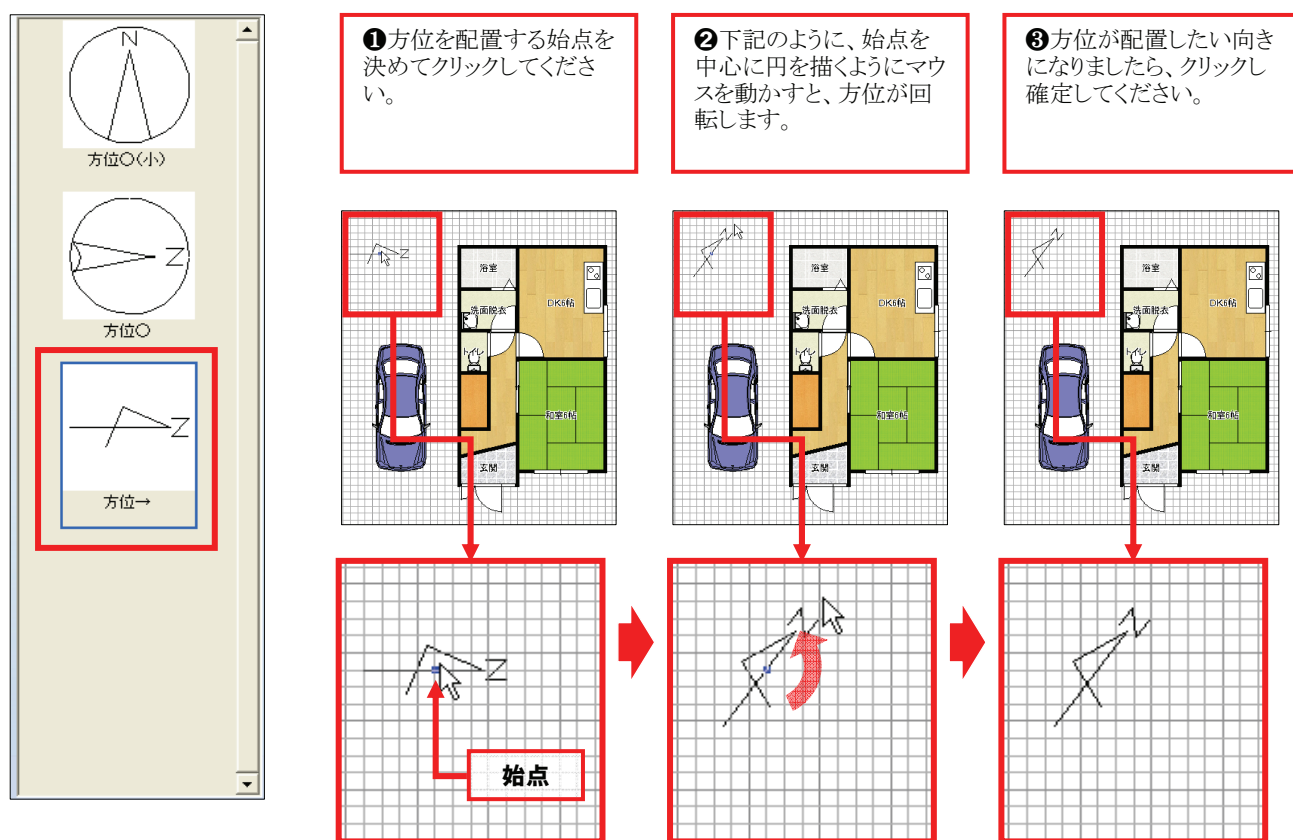 N
方位○(小)
Z
方位○
Z
方位→
❶方位を配置する始点を
決めてクリックしてくださ
い。
❷下記のように、始点を
中心に円を描くようにマウ
スを動かすと、方位が回
転します。
❸方位が配置したい向き
になりましたら、クリックし
確定してください。
Z
浴室
洗面脱衣
DK6帖
トイレ
和室6帖
玄関
N
浴室
洗面脱衣
DK6帖
トイレ
和室6帖
玄関
N
浴室
洗面脱衣
DK6帖
トイレ
和室6帖
玄関
Z
始点
N
N